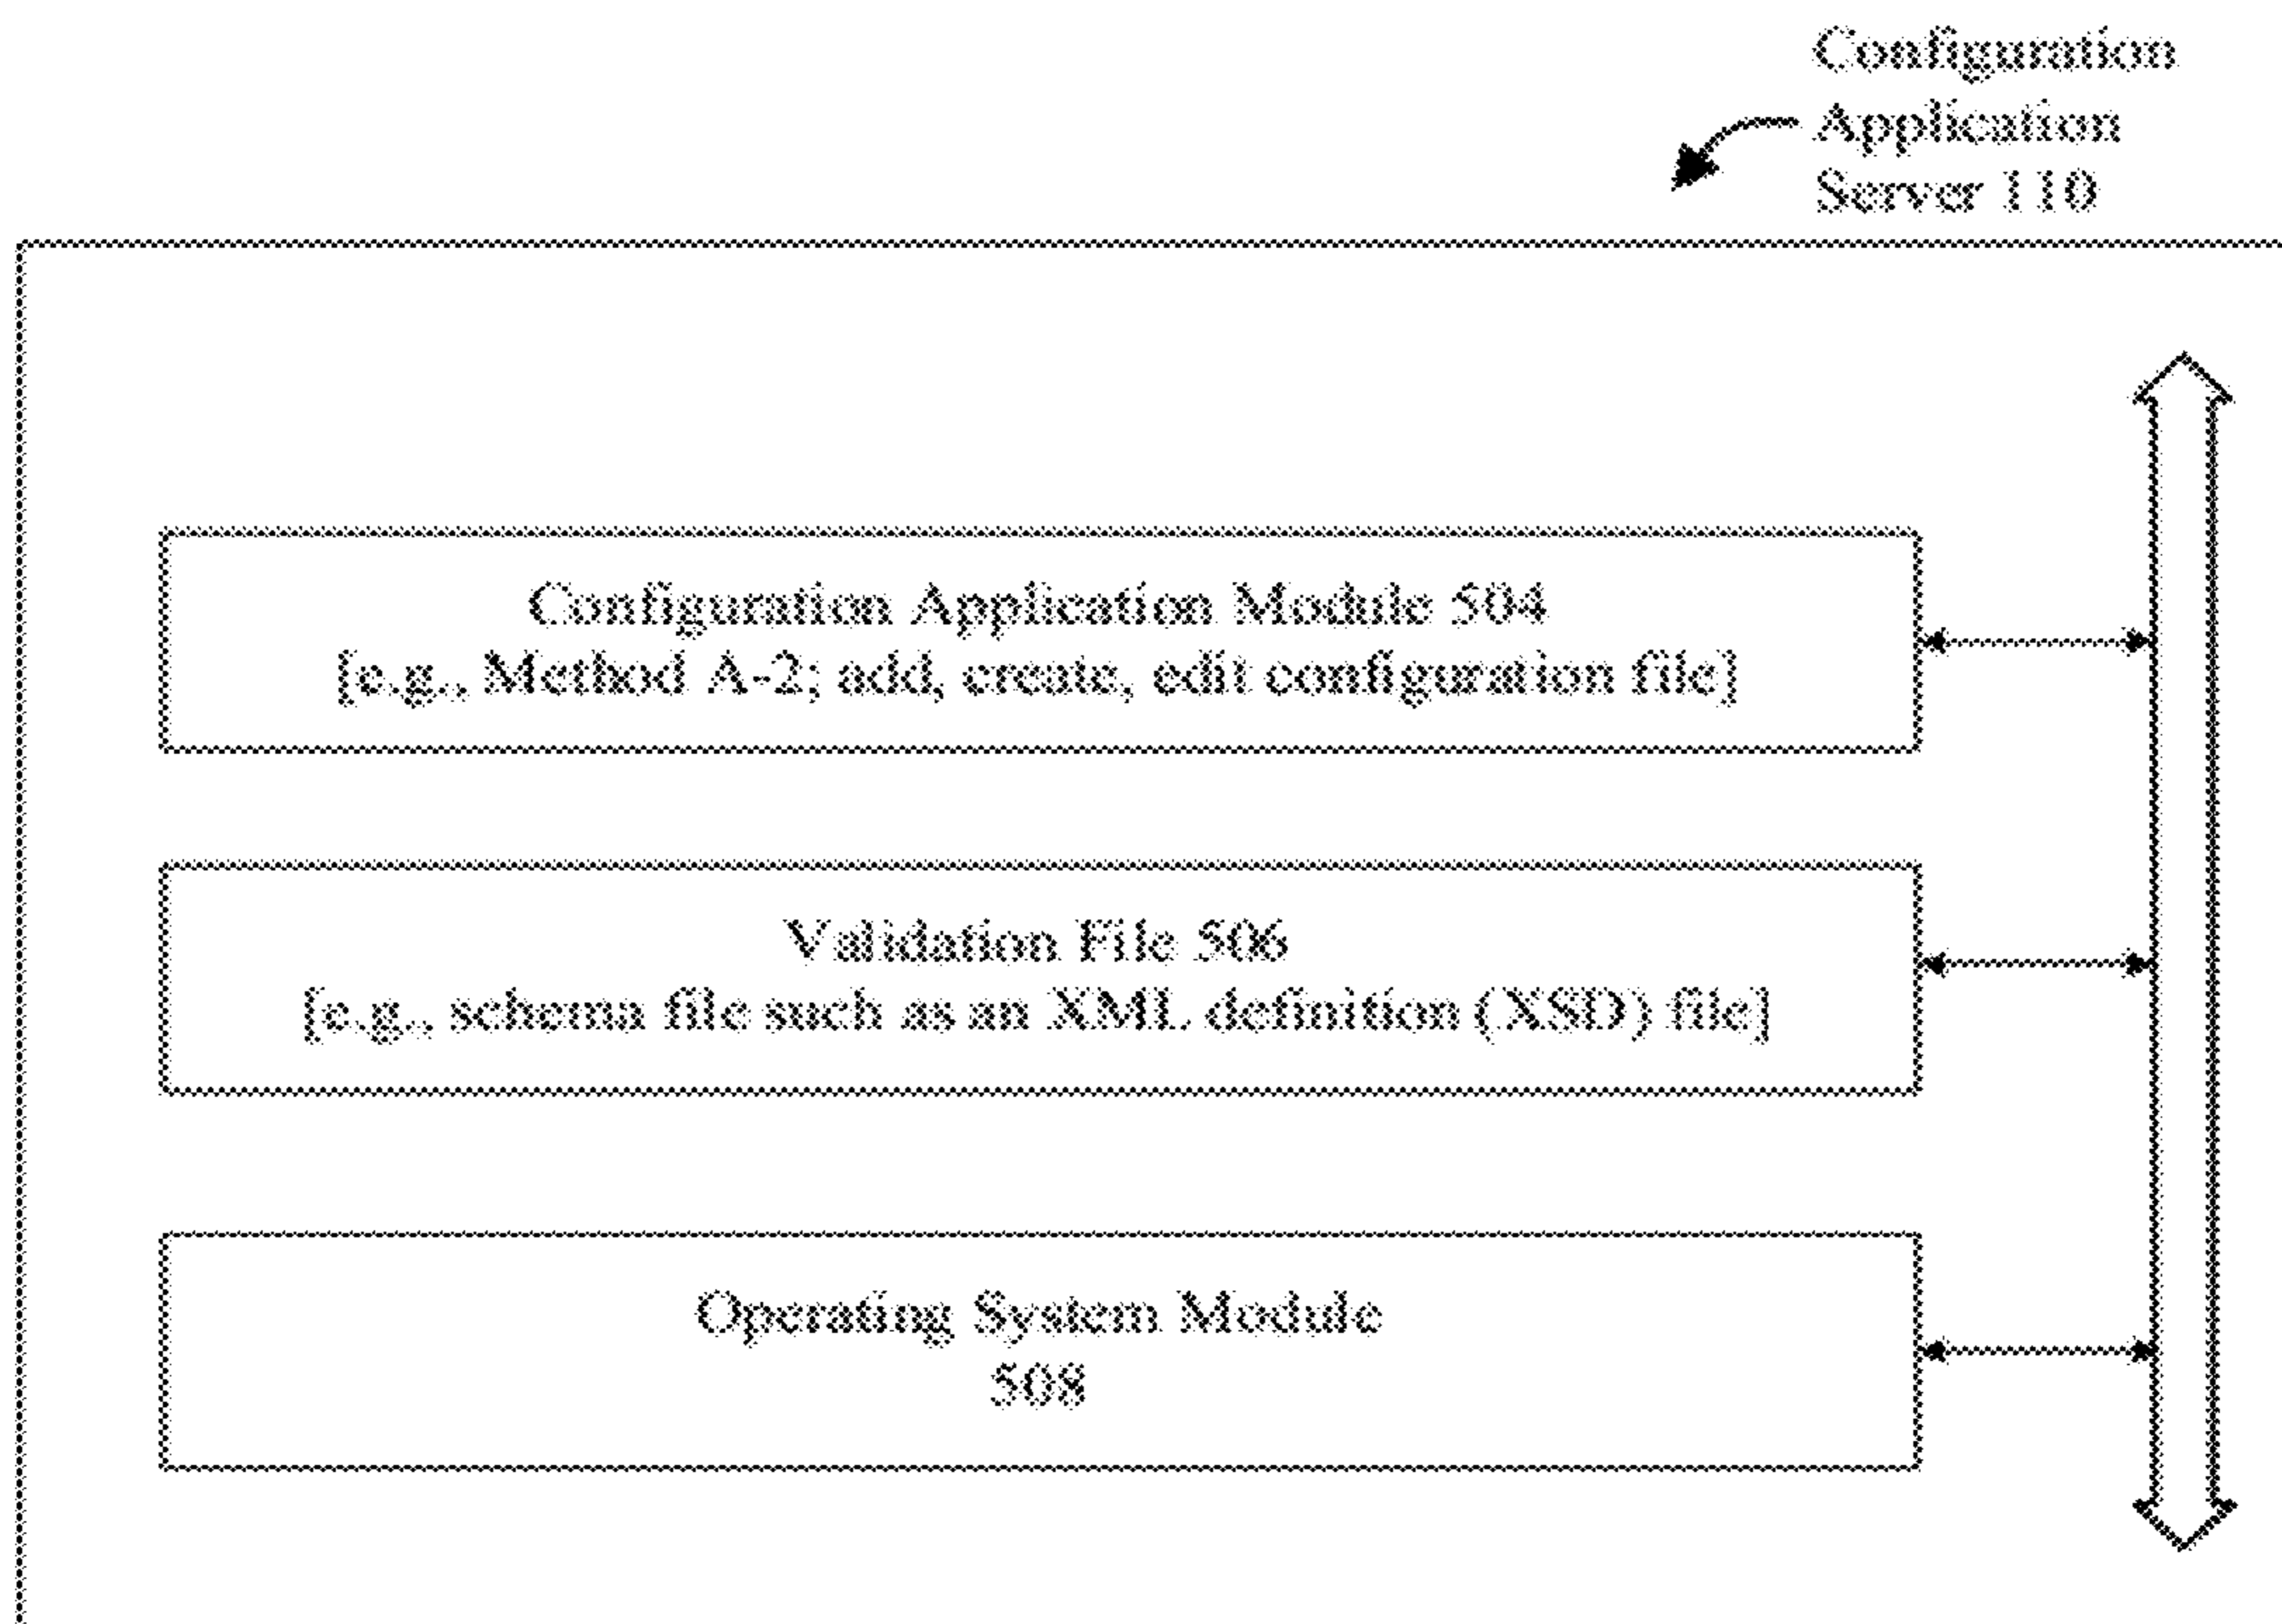 Configuration
Application
Server 110
Configuration Application Module 504
[e.g., Method A-2; add, create, edit configuration file]
Validation File 506
[e.g., schema file such as an XML definition (XSD) file]
Operating System Module
508